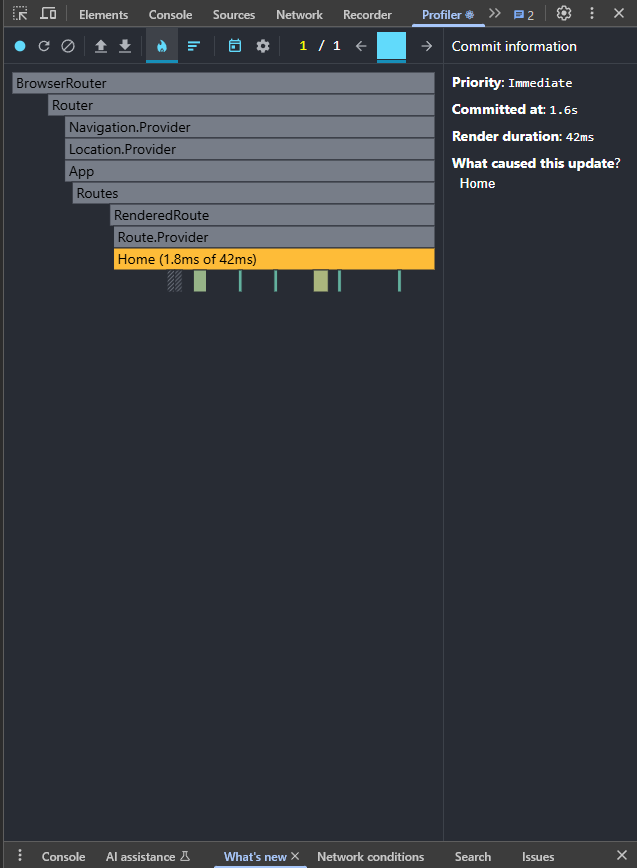 Elements Console Sources Network Recorder Profiler 2
1 / 1
Commit information
BrowserRouter
Router
Navigation.Provider
Location.Provider
App
Routes
RenderedRoute
Route.Provider
Home (1.8ms of 42ms)
Priority: Immediate
Committed at: 1.6s
Render duration: 42ms
What caused this update?
Home
Console AI assistance What's new Network conditions Search Issues